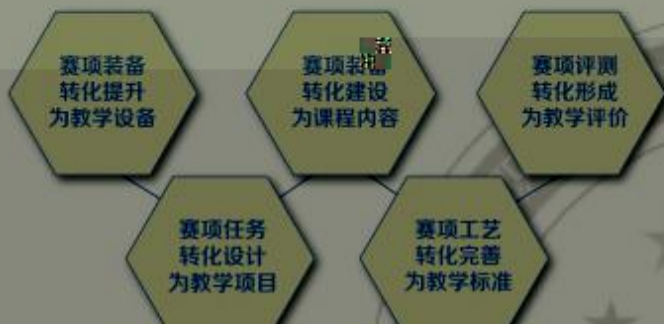 赛项装备
转化提升
为教学设备
赛项装备
转化建设
为课程内容
赛项评测
转化形成
为教学评价
赛项任务
转化设计
为教学项目
赛项工艺
转化完善
为教学标准